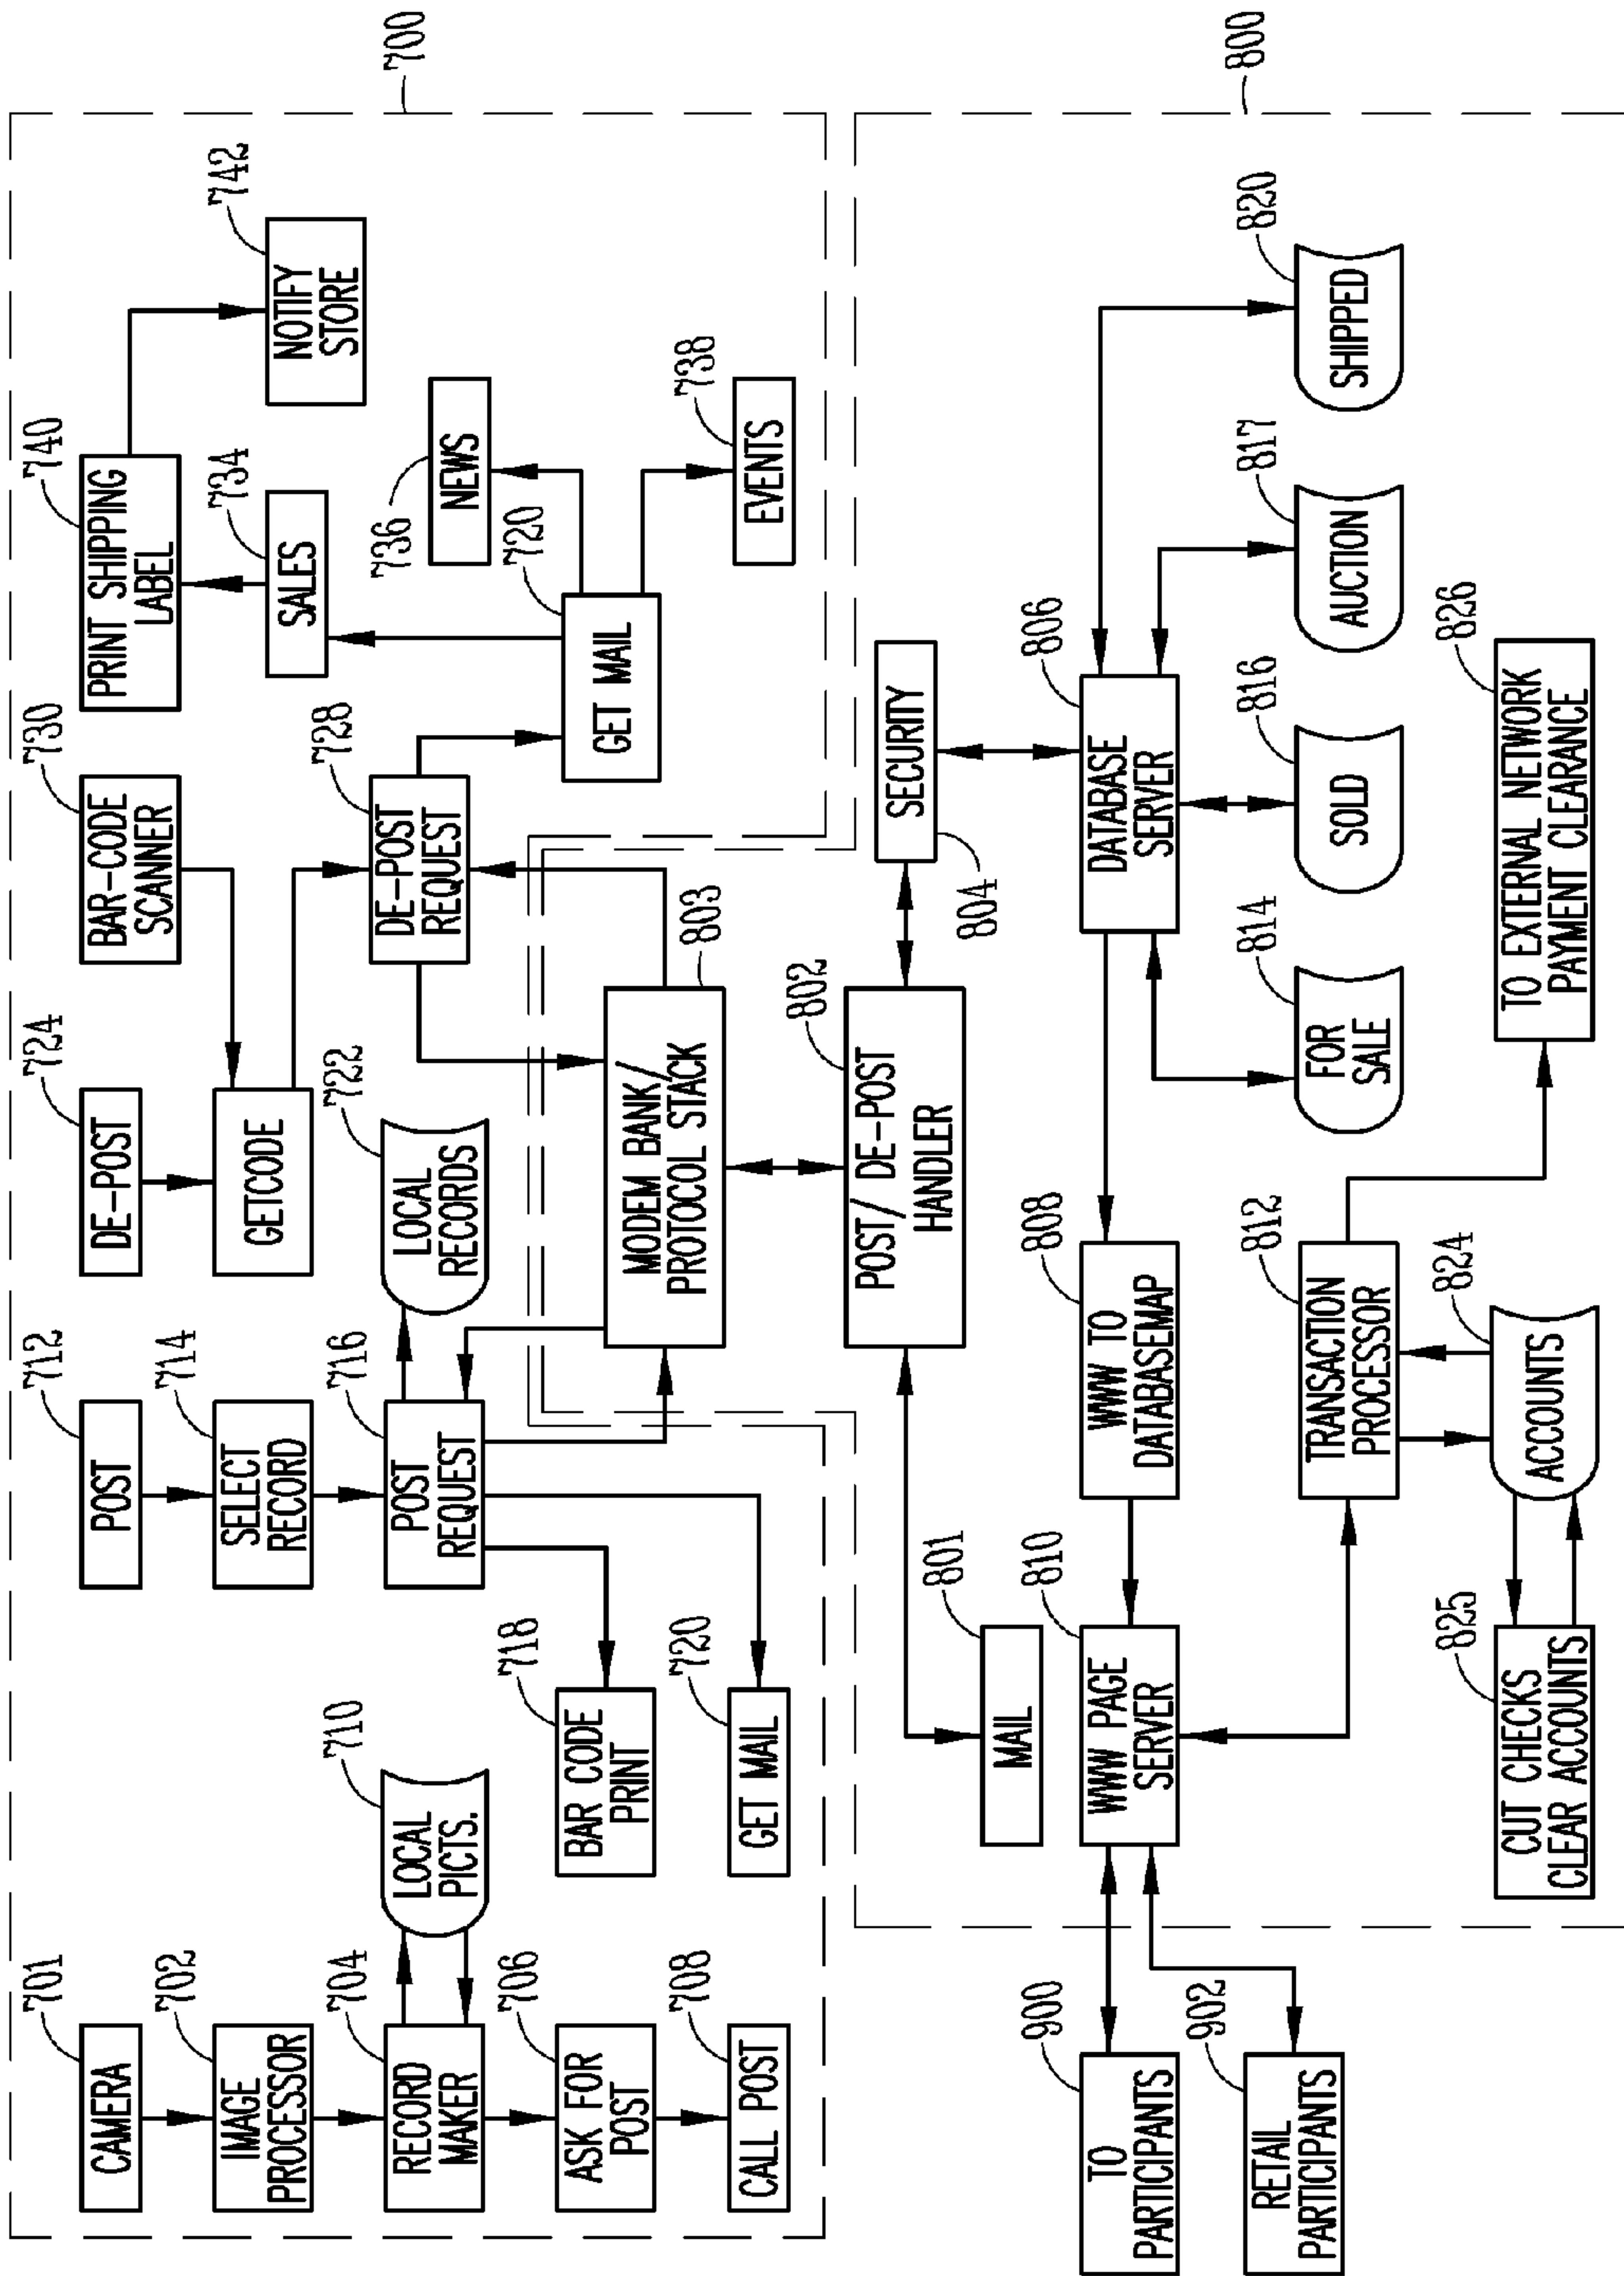 701
CAMERA
702
IMAGE
PROCESSOR
704
RECORD
MAKER
706
ASK FOR
POST
708
CALL POST
710
LOCAL
PICTS.
712
POST
714
SELECT
RECORD
716
POST
REQUEST
718
BAR CODE
PRINT
720
GET MAIL
722
LOCAL
RECORDS
724
DE-POST
GETCODE
730
BAR-CODE
SCANNER
728
DE-POST
REQUEST
740
PRINT SHIPPING
LABEL
734
SALES
742
NOTIFY
STORE
736
NEWS
720
GET MAIL
738
EVENTS
700
803
MODEM BANK/
PROTOCOL STACK
802
POST/ DE-POST
HANDLER
SECURITY
804
801
MAIL
800
810
WWW PAGE
SERVER
808
WWW TO
DATABASEMAP
806
DATABASE
SERVER
900
TO
PARTICIPANTS
902
RETAIL
PARTICIPANTS
812
TRANSACTION
PROCESSOR
814
FOR
SALE
816
SOLD
817
AUCTION
820
SHIPPED
825
CUT CHECKS
CLEAR ACCOUNTS
824
ACCOUNTS
826
TO EXTERNAL NETWORK
PAYMENT CLEARANCE